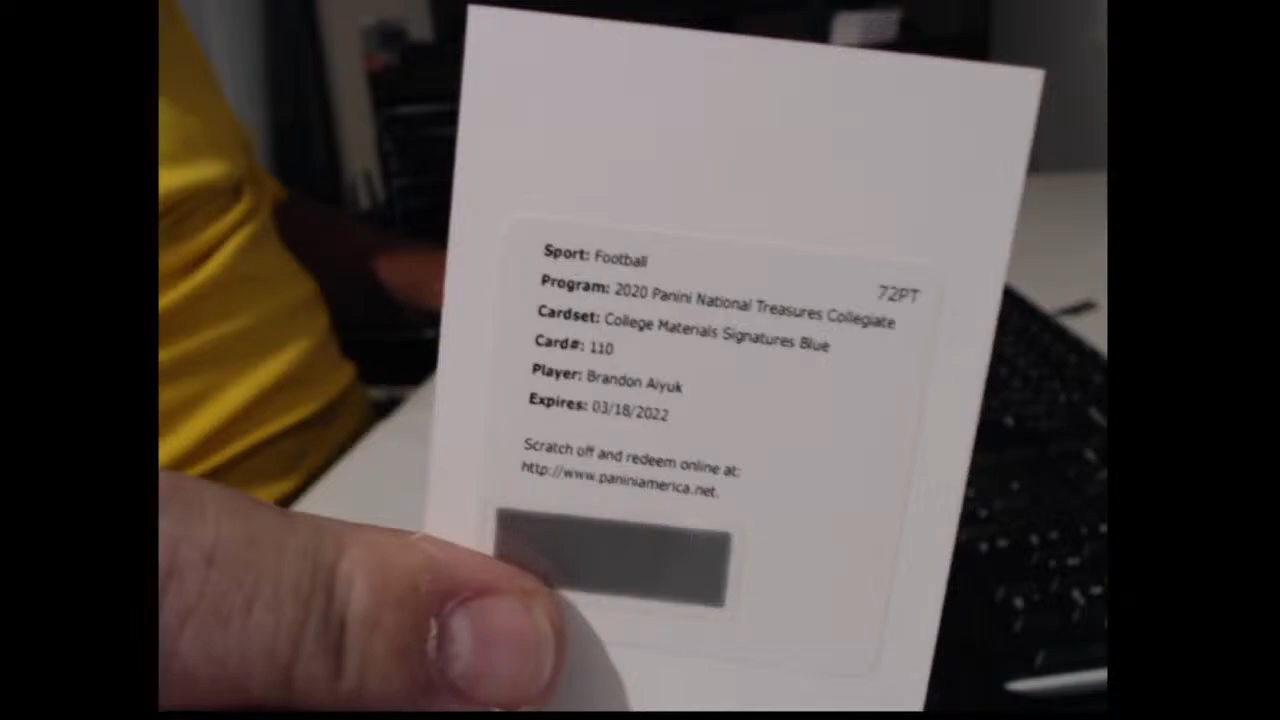 Sport: Football
72PT
Program: 2020 Panini National Treasures Collegiate
Cardset: College Materials Signatures Blue
Card#: 110
Player: Brandon Aiyuk
Expires: 03/18/2022
Scratch off and redeem online at:
http://www.paniniamerica.net.